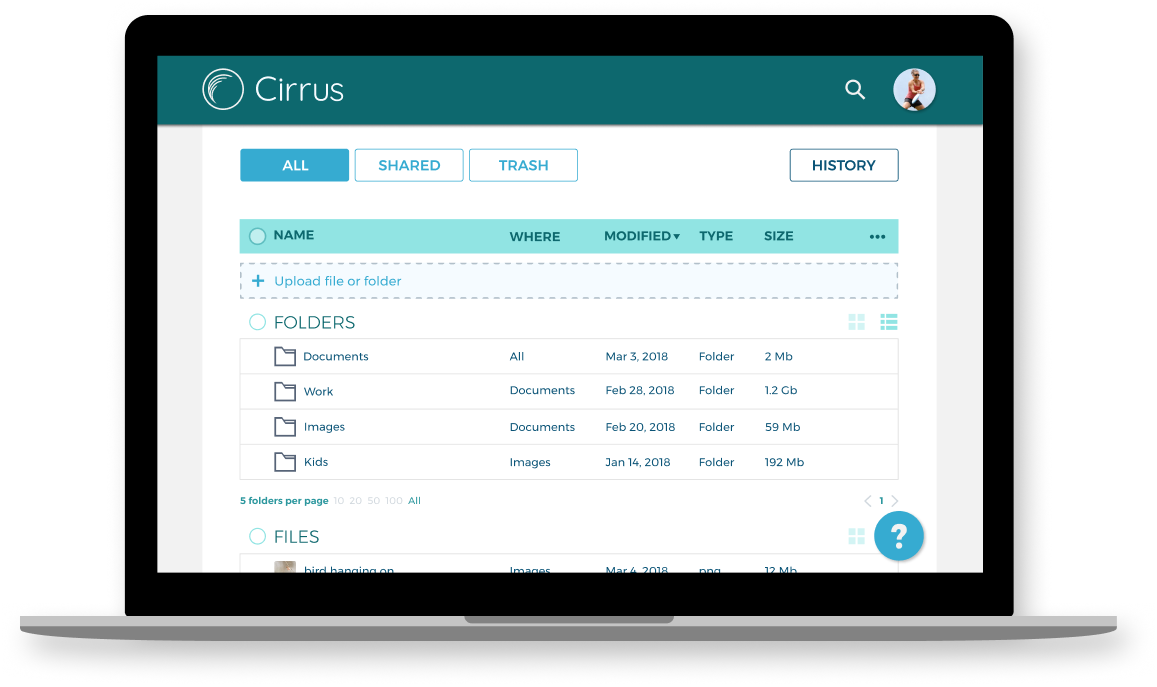 Cirrus
ALL SHARED TRASH HISTORY
NAME WHERE MODIFIED TYPE SIZE
+ Upload file or folder
FOLDERS
Documents All Mar 3, 2018 Folder 2 Mb
Work Documents Feb 28, 2018 Folder 1.2 Gb
Images Documents Feb 20, 2018 Folder 59 Mb
Kids Images Jan 14, 2018 Folder 192 Mb
5 folders per page 10 20 50 100 All < 1 >
FILES ?
bird hanging on Images Mar 4, 2018 png 12 Mb